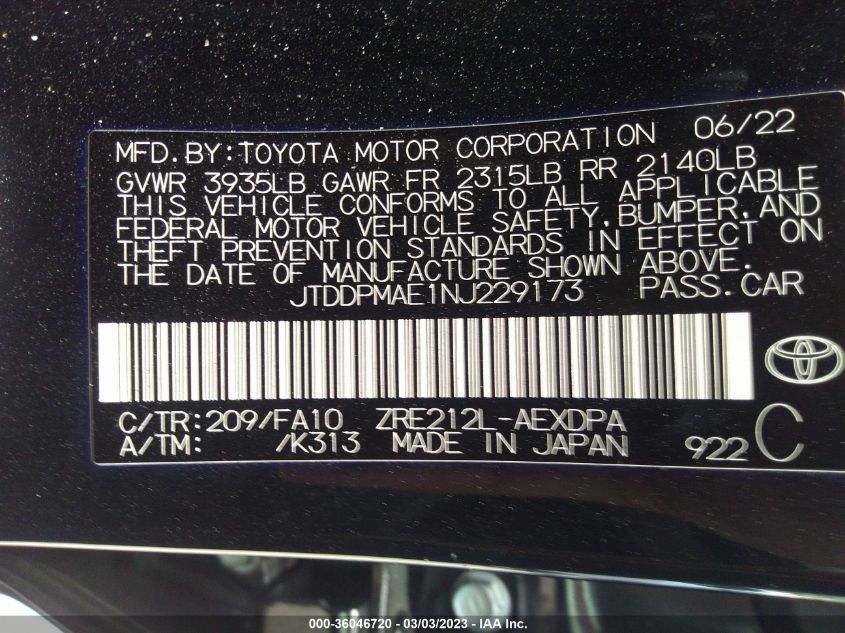 MFD.BY:TOYOTA MOTOR CORPORATION 06/22
GVWR 3935LB GAWR FR 2315LB RR 2140LB
THIS VEHICLE CONFORMS TO ALL APPLICABLE
FEDERAL MOTOR VEHICLE SAFETY,BUMPER,AND
THEFT PREVENTION STANDARDS IN EFFECT ON
THE DATE OF MANUFACTURE SHOWN ABOVE.
JTDDPMAE1NJ229173 PASS.CAR
C/TR:209/FA10 ZRE212L-AEXDPA
A/TM: /K313 MADE IN JAPAN 922 C
000-36046720 - 03/03/2023 - IAA Inc.